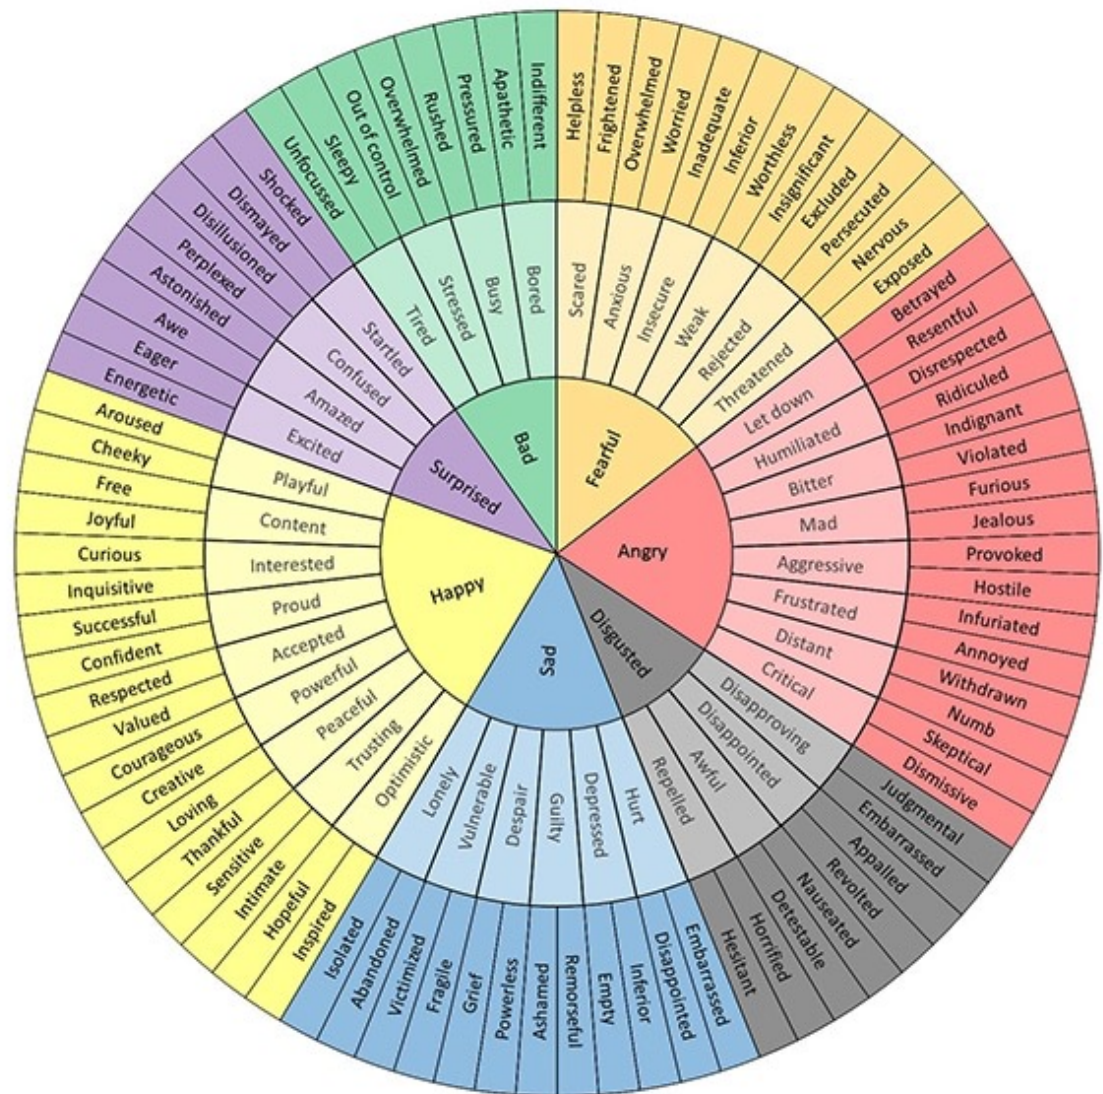 Fearful
Angry
Disgusted
Sad
Happy
Surprised
Bad
Scared
Anxious
Insecure
Weak
Rejected
Threatened
Let down
Humiliated
Bitter
Mad
Aggressive
Frustrated
Distant
Critical
Disapproving
Disappointed
Awful
Repelled
Hurt
Depressed
Guilty
Despair
Vulnerable
Lonely
Optimistic
Trusting
Peaceful
Powerful
Accepted
Proud
Interested
Content
Playful
Excited
Amazed
Confused
Startled
Tired
Stressed
Busy
Bored
Helpless
Frightened
Overwhelmed
Worried
Inadequate
Inferior
Worthless
Insignificant
Excluded
Persecuted
Nervous
Exposed
Betrayed
Resentful
Disrespected
Ridiculed
Indignant
Violated
Furious
Jealous
Provoked
Hostile
Infuriated
Annoyed
Withdrawn
Numb
Skeptical
Dismissive
Judgmental
Embarrassed
Appalled
Revolted
Nauseated
Detestable
Horrified
Hesitant
Embarrassed
Disappointed
Inferior
Empty
Remorseful
Ashamed
Powerless
Grief
Fragile
Victimized
Abandoned
Isolated
Inspired
Hopeful
Intimate
Sensitive
Thankful
Loving
Creative
Courageous
Valued
Respected
Confident
Successful
Inquisitive
Curious
Joyful
Free
Cheeky
Aroused
Energetic
Eager
Awe
Astonished
Perplexed
Disillusioned
Dismayed
Shocked
Unfocussed
Sleepy
Out of control
Overwhelmed
Rushed
Pressured
Apathetic
Indifferent